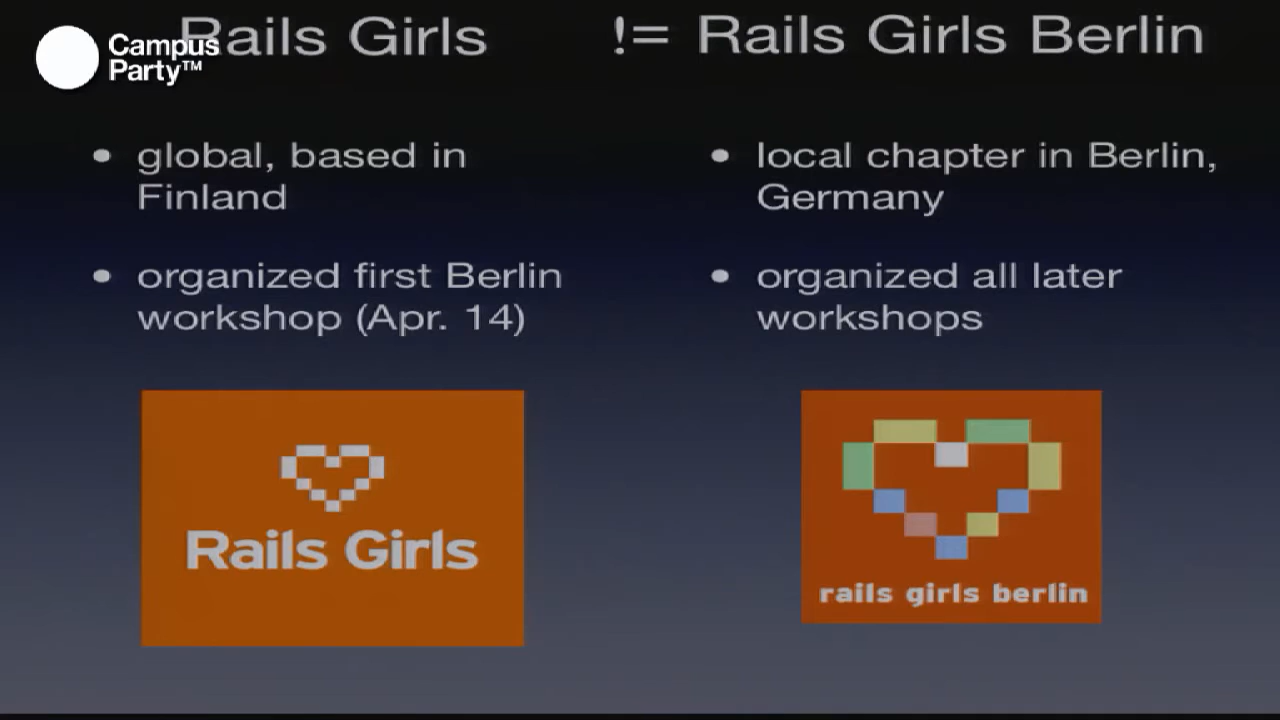 Campus
Party™
Rails Girls
!= Rails Girls Berlin
• global, based in
Finland
• organized first Berlin
workshop (Apr. 14)
• local chapter in Berlin,
Germany
• organized all later
workshops
Rails Girls
rails girls berlin